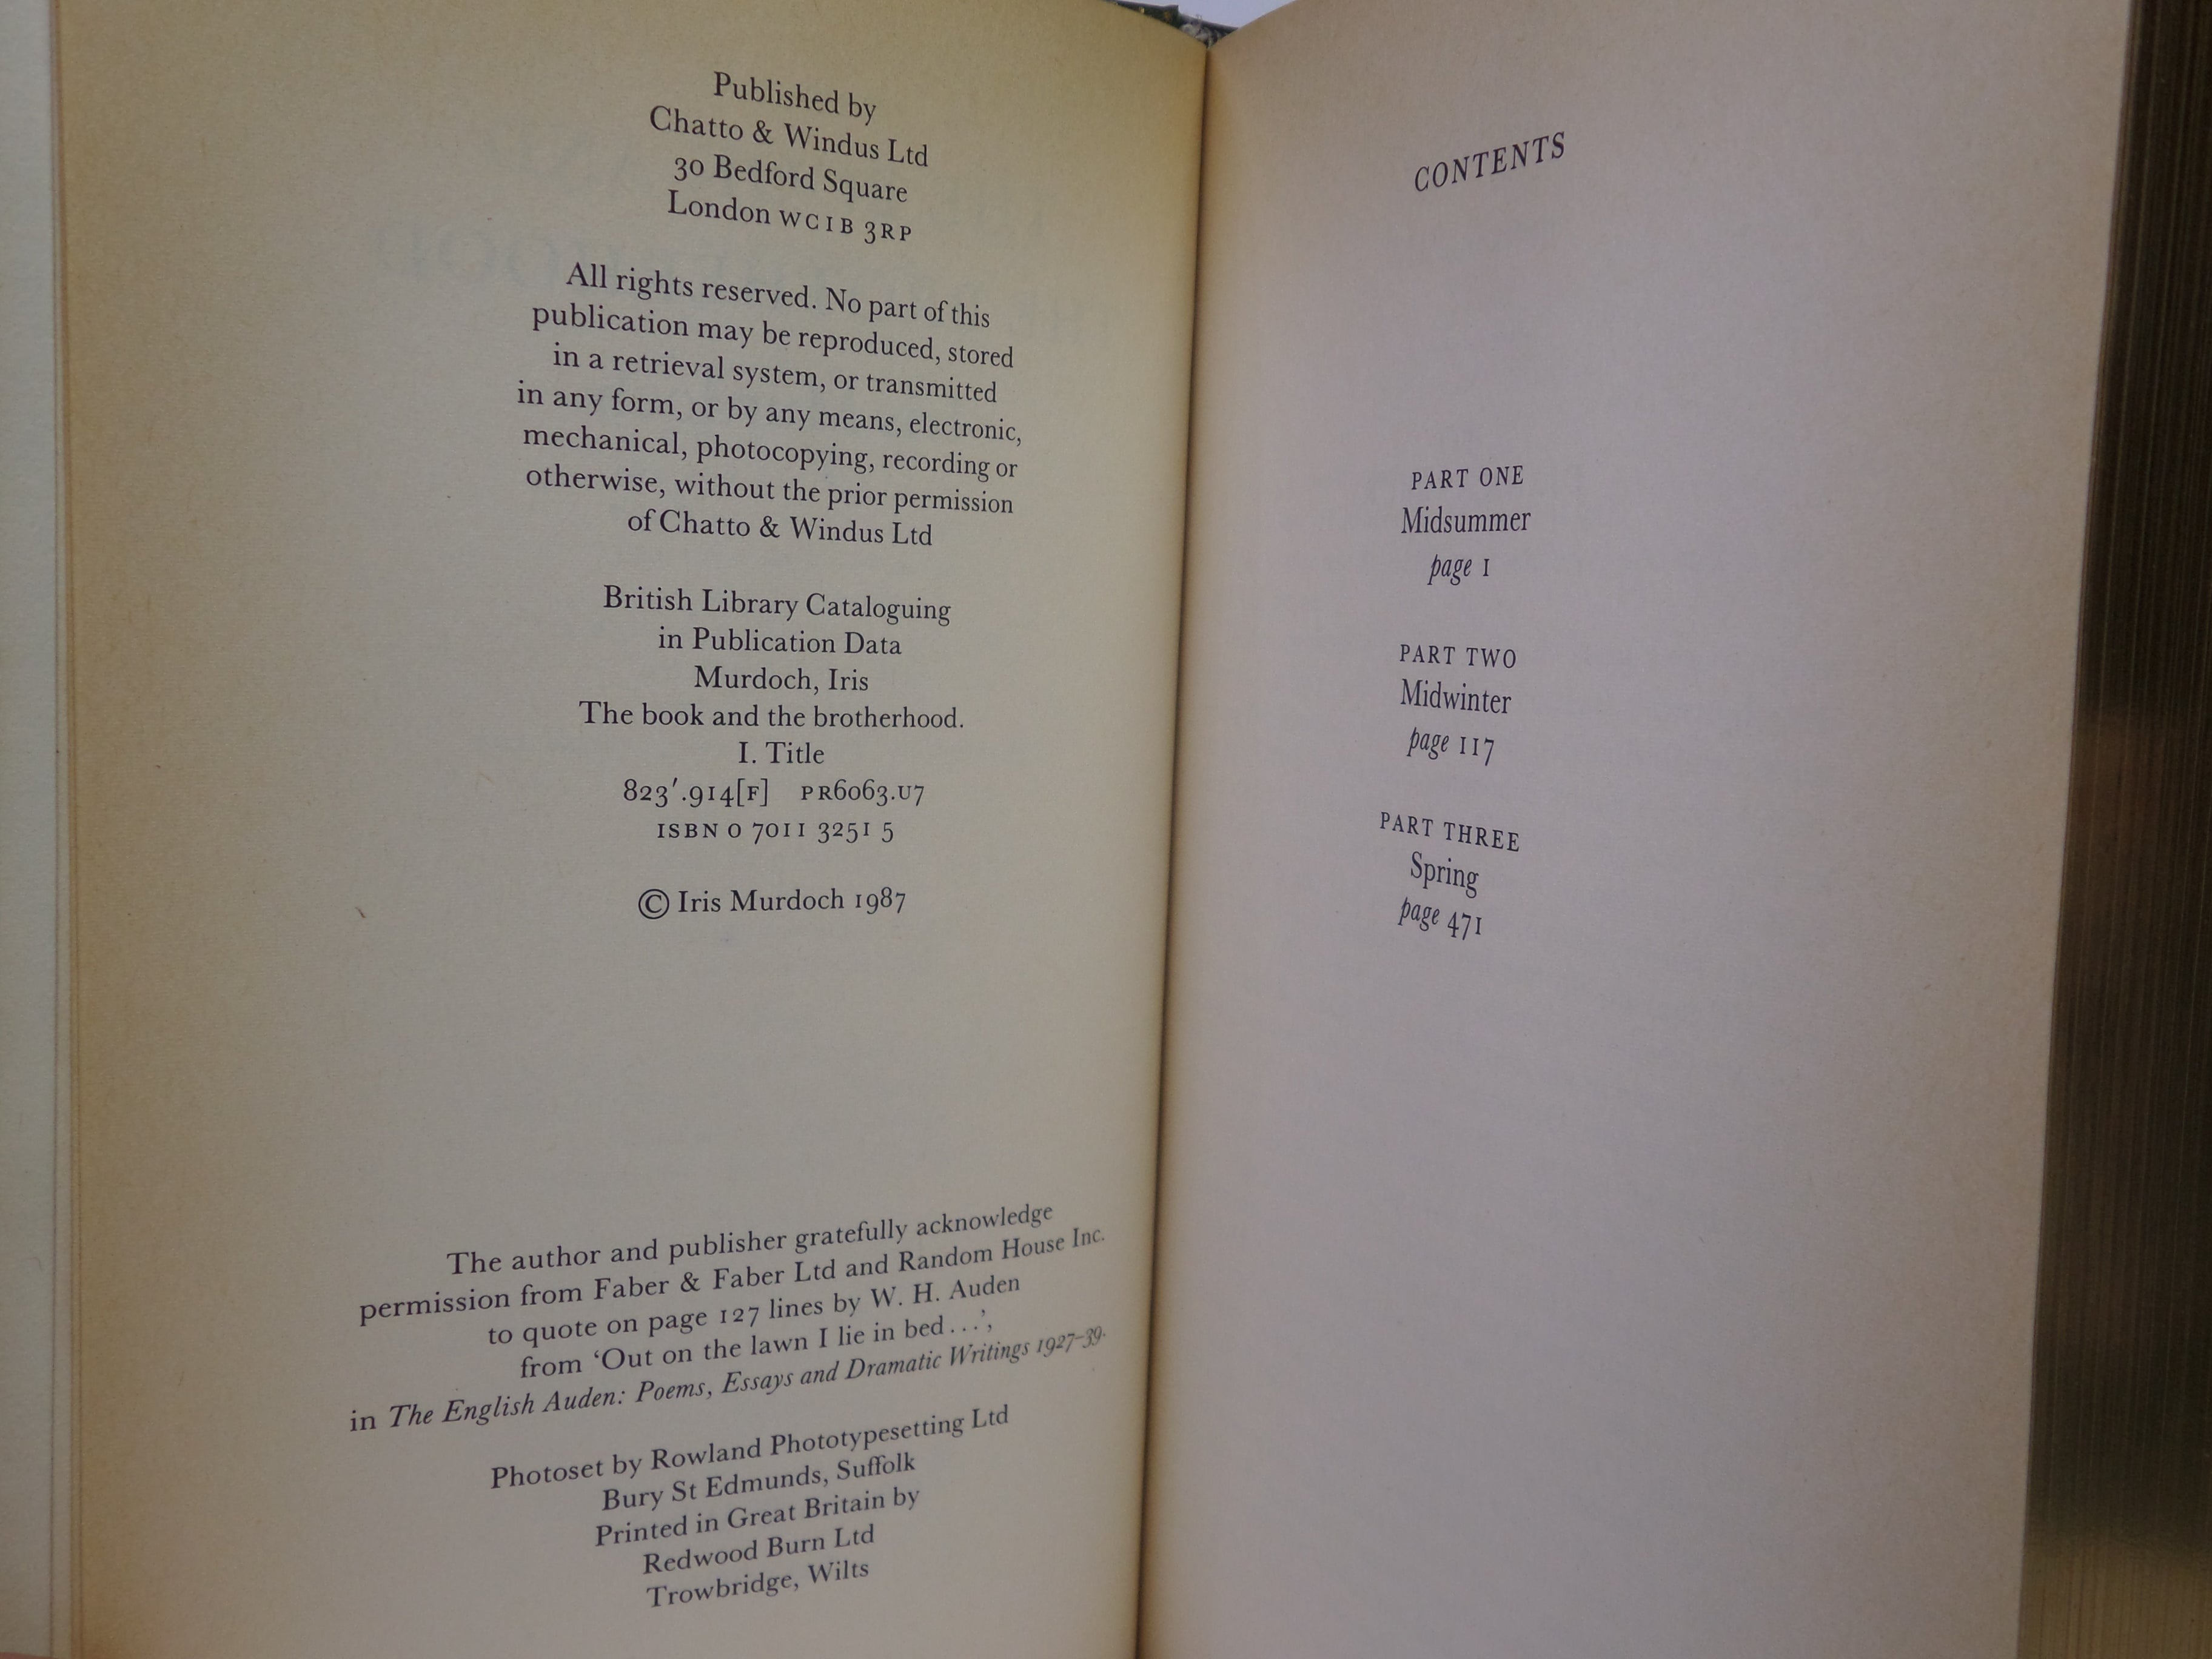 Published by
Chatto & Windus Ltd
30 Bedford Square
London WC1B 3RP
All rights reserved. No part of this
publication may be reproduced, stored
in a retrieval system, or transmitted
in any form, or by any means, electronic,
mechanical, photocopying, recording or
otherwise, without the prior permission
of Chatto & Windus Ltd
British Library Cataloguing
in Publication Data
Murdoch, Iris
The book and the brotherhood.
I. Title
823'.914[F] PR6063.U7
ISBN 0 7011 3251 5
© Iris Murdoch 1987
The author and publisher gratefully acknowledge
permission from Faber & Faber Ltd and Random House Inc.
to quote on page 127 lines by W. H. Auden
from ‘Out on the lawn I lie in bed...’,
in The English Auden: Poems, Essays and Dramatic Writings 1927–39.
Photoset by Rowland Phototypesetting Ltd
Bury St Edmunds, Suffolk
Printed in Great Britain by
Redwood Burn Ltd
Trowbridge, Wilts
CONTENTS
PART ONE
Midsummer
page 1
PART TWO
Midwinter
page 117
PART THREE
Spring
page 471